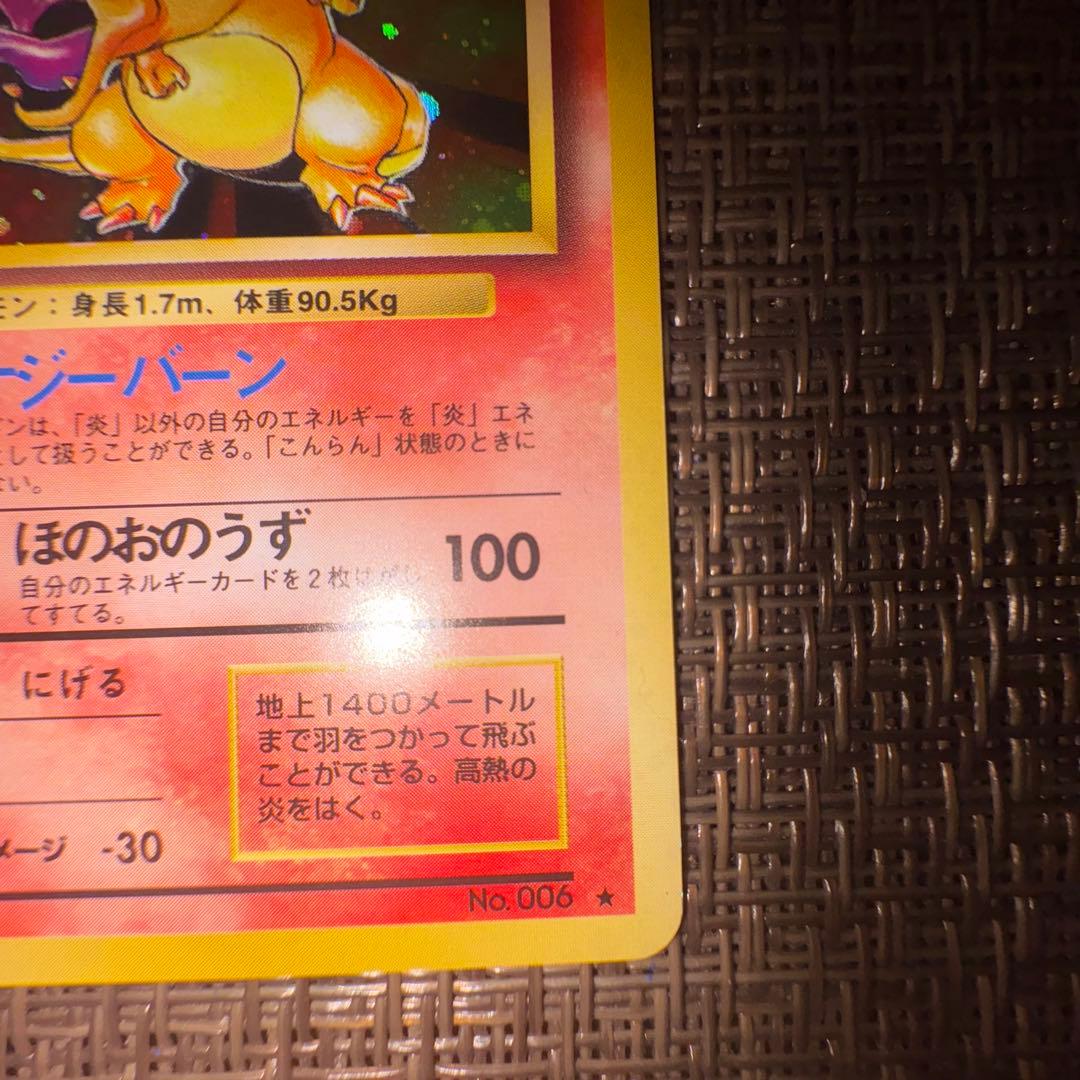 モン：身長1.7m、体重90.5Kg
ージーバーン
ンは、「炎」以外の自分のエネルギーを「炎」エネ
して扱うことができる。「こんらん」状態のときに
ない。
ほのおのうず 100
自分のエネルギーカードを2枚はがし
てすてる。
にげる
地上1400メートル
まで羽をつかって飛ぶ
ことができる。高熱の
炎をはく。
メージ -30
No.006 ★